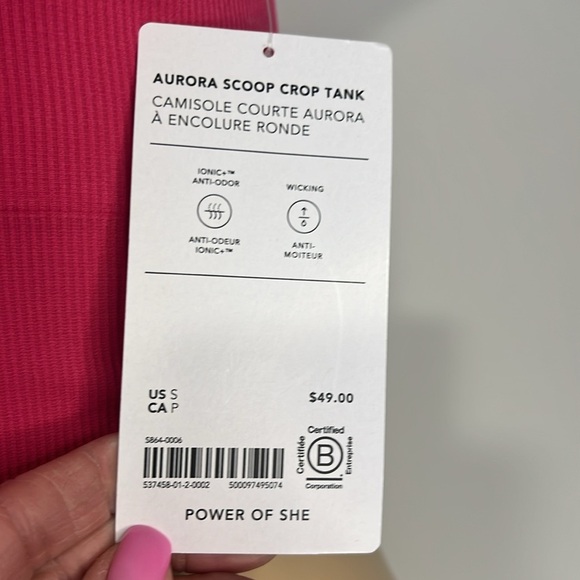 AURORA SCOOP CROP TANK
CAMISOLE COURTE AURORA
À ENCOLURE RONDE
IONIC+™
ANTI-ODOR
ANTI-ODEUR
IONIC+™
WICKING
ANTI-
MOITEUR
US S
CA P
$49.00
S864-0006
537458-01-2-0002 500097495074
Certified
Certifiée
B
Entreprise
Corporation
POWER OF SHE